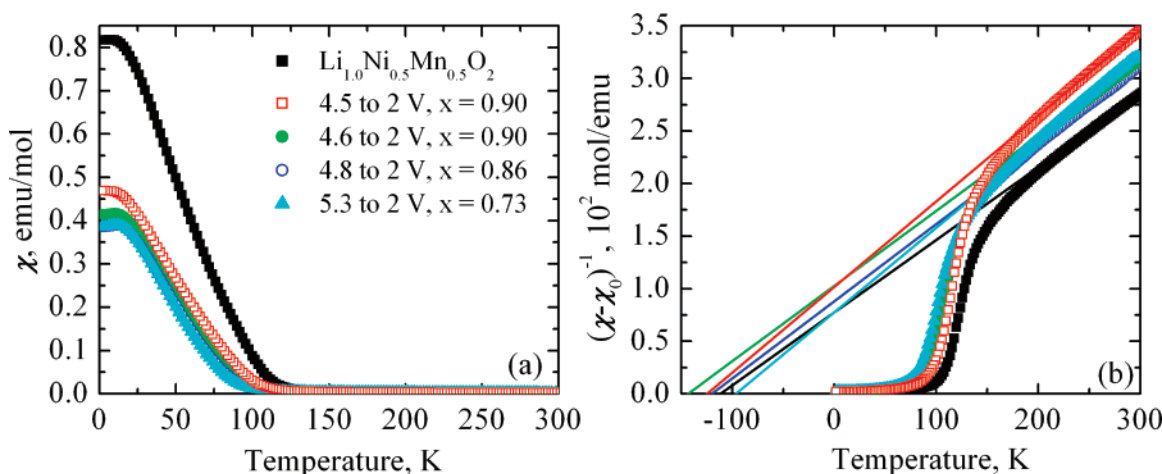 0.8
0.7
0.6
0.5
0.4
0.3
0.2
0.1
0.0
χ, emu/mol
Li1.0Ni0.5Mn0.5O2
4.5 to 2 V, x = 0.90
4.6 to 2 V, x = 0.90
4.8 to 2 V, x = 0.86
5.3 to 2 V, x = 0.73
(a)
0 50 100 150 200 250 300
Temperature, K
3.5
3.0
2.5
2.0
1.5
1.0
0.5
0.0
(χ-χ0)-1, 102 mol/emu
(b)
-100 0 100 200 300
Temperature, K